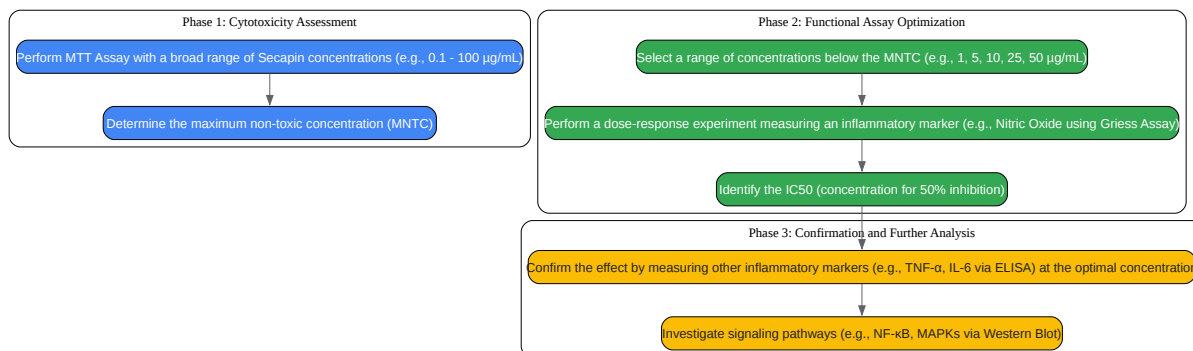 Phase 1: Cytotoxicity Assessment
Perform MTT Assay with a broad range of Secapin concentrations (e.g., 0.1 - 100 µg/mL)
Determine the maximum non-toxic concentration (MNTC)
Phase 2: Functional Assay Optimization
Select a range of concentrations below the MNTC (e.g., 1, 5, 10, 25, 50 µg/mL)
Perform a dose-response experiment measuring an inflammatory marker (e.g., Nitric Oxide using Griess Assay)
Identify the IC50 (concentration for 50% inhibition)
Phase 3: Confirmation and Further Analysis
Confirm the effect by measuring other inflammatory markers (e.g., TNF-α, IL-6 via ELISA) at the optimal concentration
Investigate signaling pathways (e.g., NF-κB, MAPKs via Western Blot)